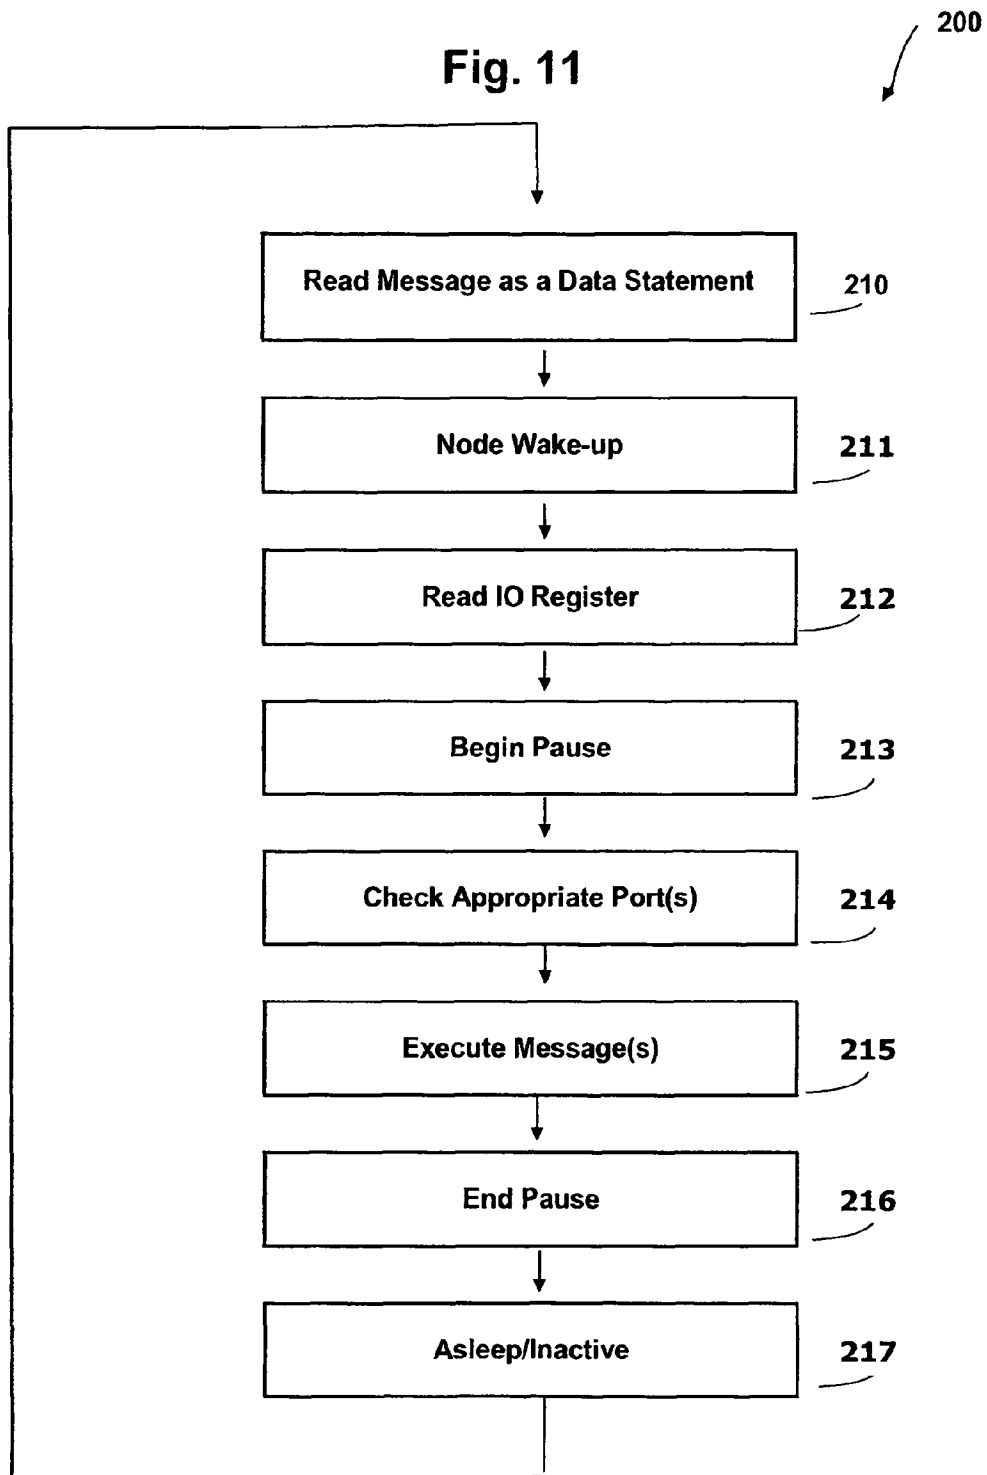 200
Fig. 11
Read Message as a Data Statement
210
Node Wake-up
211
Read IO Register
212
Begin Pause
213
Check Appropriate Port(s)
214
Execute Message(s)
215
End Pause
216
Asleep/Inactive
217